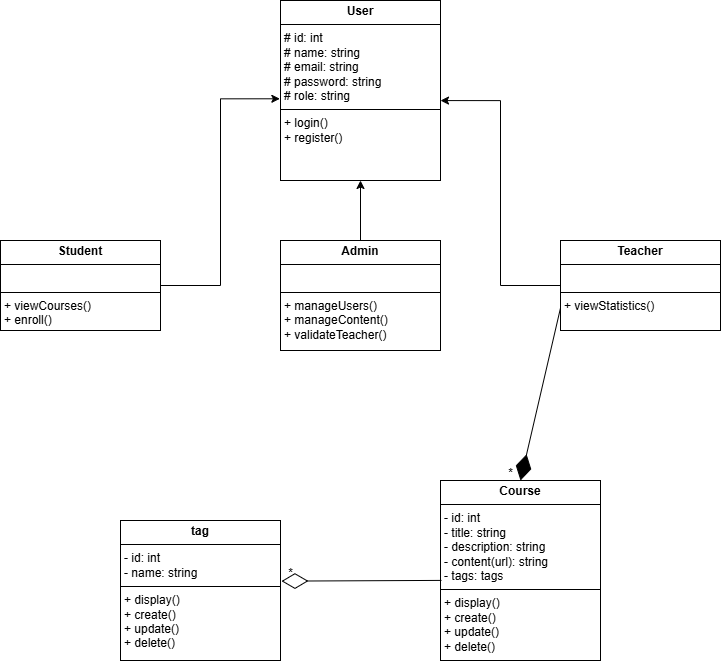 User
# id: int
# name: string
# email: string
# password: string
# role: string
+ login()
+ register()
Student
+ viewCourses()
+ enroll()
Admin
+ manageUsers()
+ manageContent()
+ validateTeacher()
Teacher
+ viewStatistics()
*
Course
- id: int
- title: string
- description: string
- content(url): string
- tags: tags
+ display()
+ create()
+ update()
+ delete()
tag
- id: int
- name: string
+ display()
+ create()
+ update()
+ delete()
*